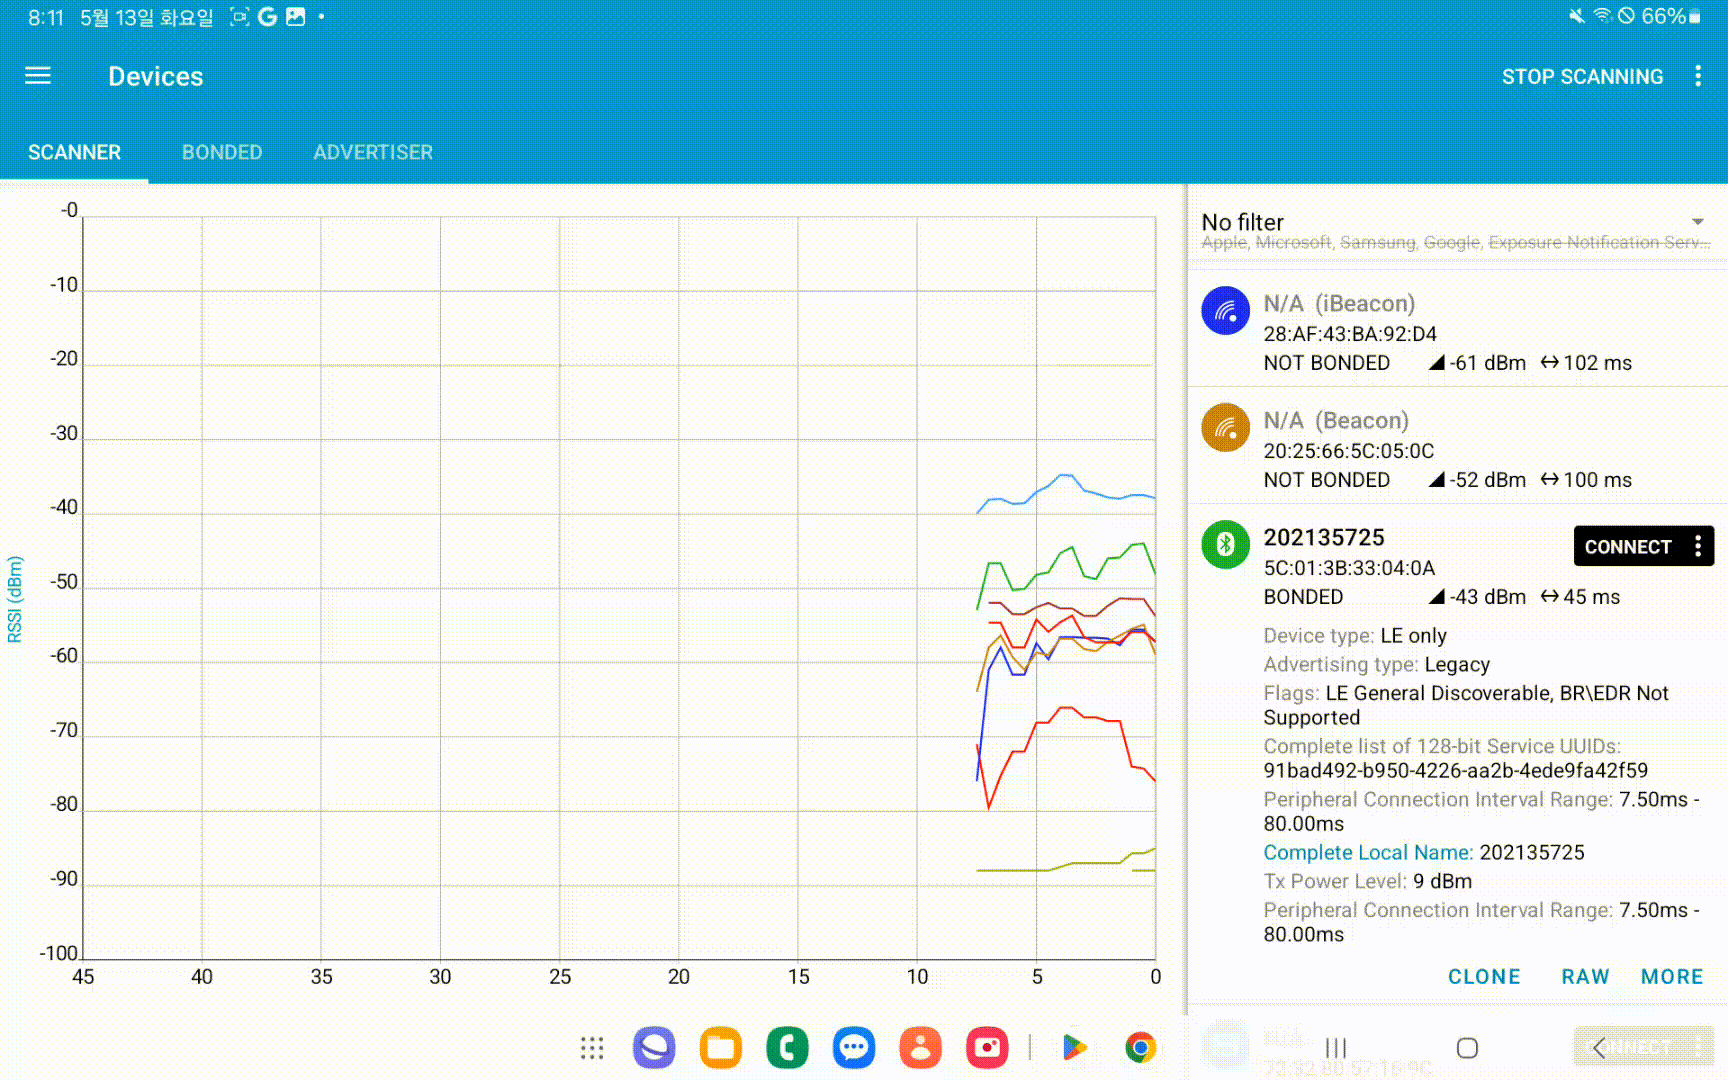 8:11 5월 13일 화요일
66%
Devices
STOP SCANNING
SCANNER
BONDED
ADVERTISER
-0
-10
-20
-30
-40
-50
-60
-70
-80
-90
-100
RSSI (dBm)
45 40 35 30 25 20 15 10 5 0
No filter
Apple, Microsoft, Samsung, Google, Exposure Notification Serv...
N/A (iBeacon)
28:AF:43:BA:92:D4
NOT BONDED -61 dBm 102 ms
N/A (Beacon)
20:25:66:5C:05:0C
NOT BONDED -52 dBm 100 ms
202135725
CONNECT
5C:01:3B:33:04:0A
BONDED -43 dBm 45 ms
Device type: LE only
Advertising type: Legacy
Flags: LE General Discoverable, BR\EDR Not
Supported
Complete list of 128-bit Service UUIDs:
91bad492-b950-4226-aa2b-4ede9fa42f59
Peripheral Connection Interval Range: 7.50ms -
80.00ms
Complete Local Name: 202135725
Tx Power Level: 9 dBm
Peripheral Connection Interval Range: 7.50ms -
80.00ms
CLONE RAW MORE